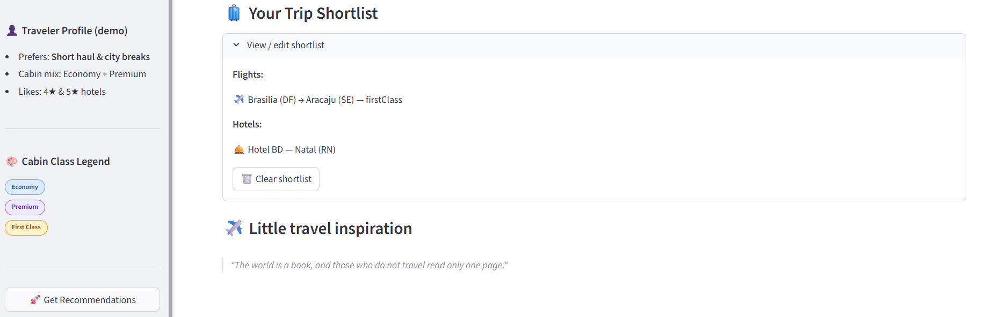 Traveler Profile (demo)
Prefers: Short haul & city breaks
Cabin mix: Economy + Premium
Likes: 4★ & 5★ hotels
Cabin Class Legend
Economy
Premium
First Class
Get Recommendations
Your Trip Shortlist
View / edit shortlist
Flights:
Brasilia (DF) → Aracaju (SE) — firstClass
Hotels:
Hotel BD — Natal (RN)
Clear shortlist
Little travel inspiration
“The world is a book, and those who do not travel read only one page.”